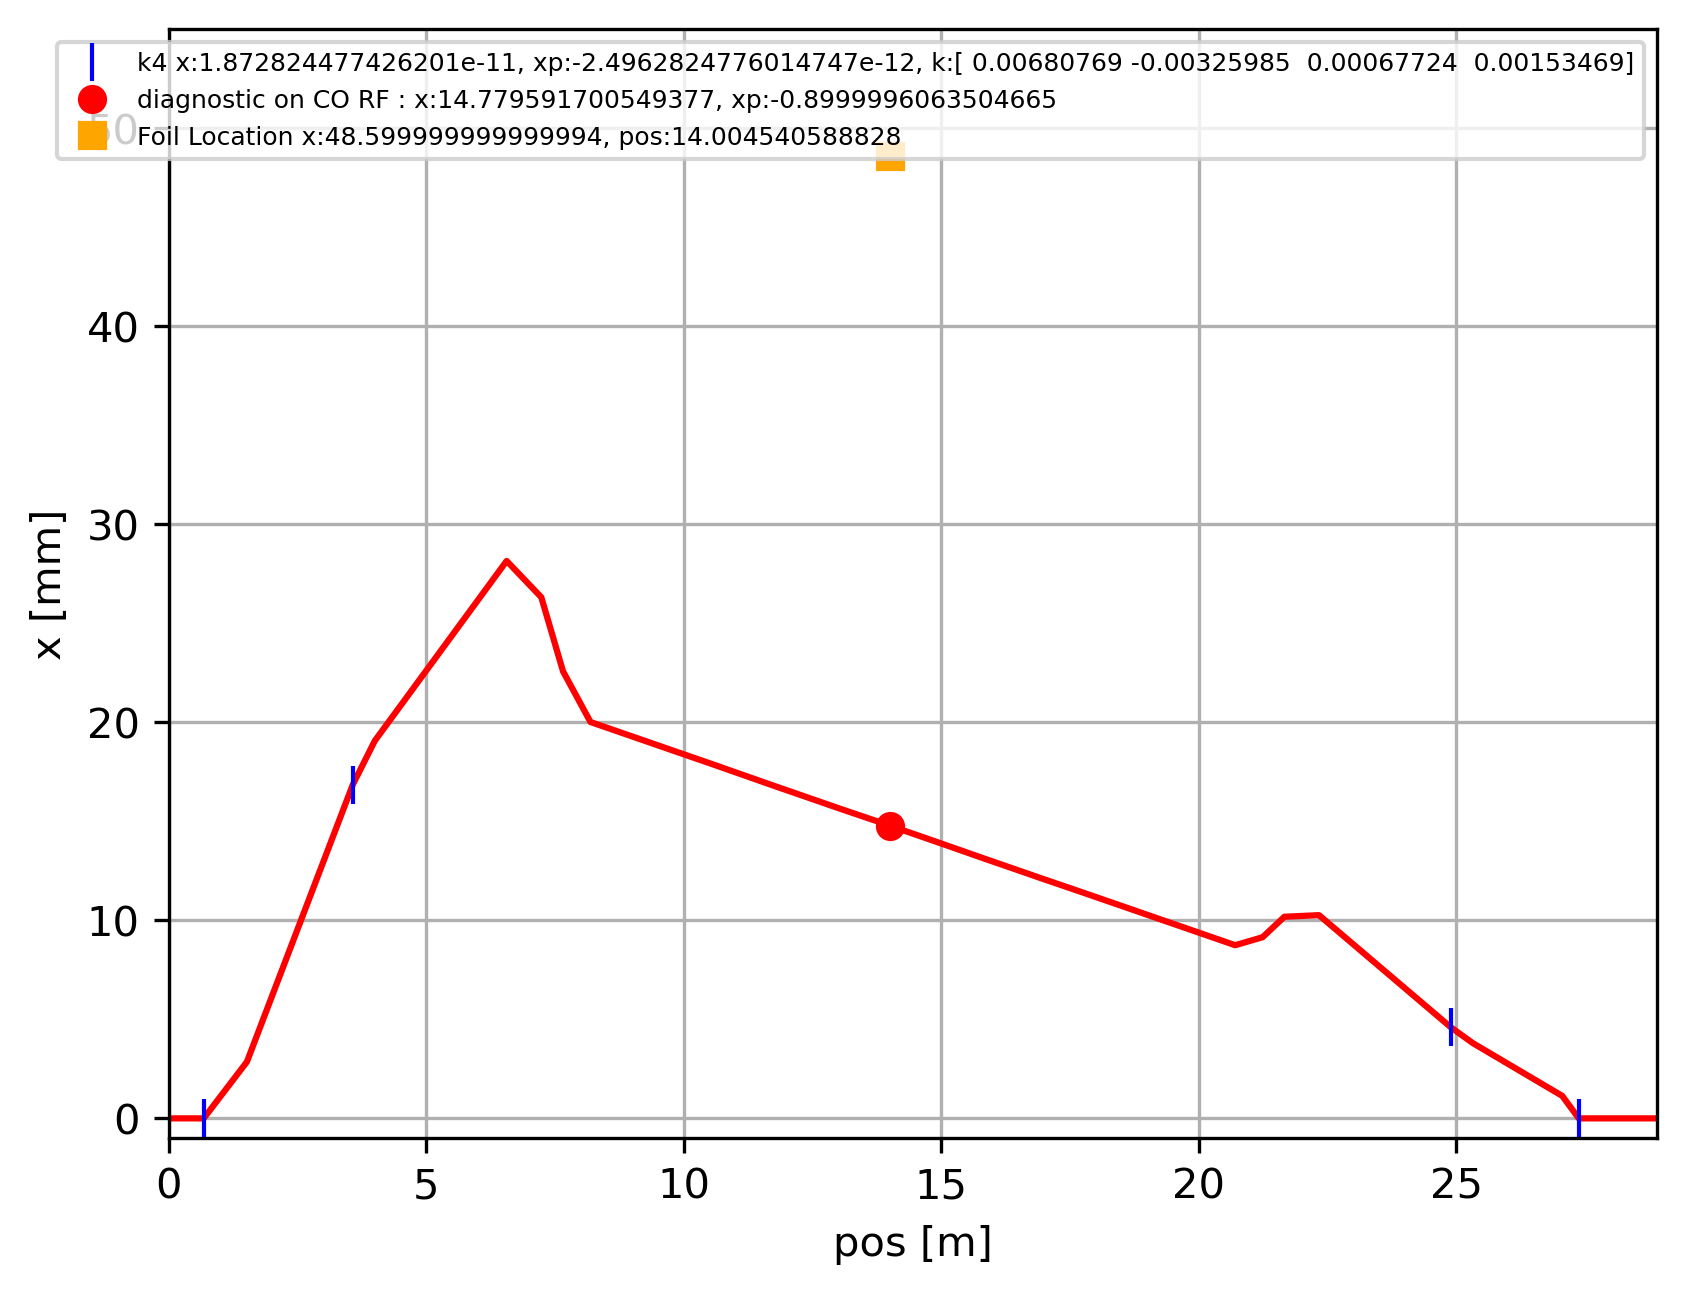 k4 x:1.872824477426201e-11, xp:-2.4962824776014747e-12, k:[ 0.00680769 -0.00325985  0.00067724  0.00153469]
diagnostic on CO RF : x:14.779591700549377, xp:-0.8999996063504665
Foil Location x:48.599999999999994, pos:14.004540588828
50
40
30
20
10
0
x [mm]
0 5 10 15 20 25
pos [m]